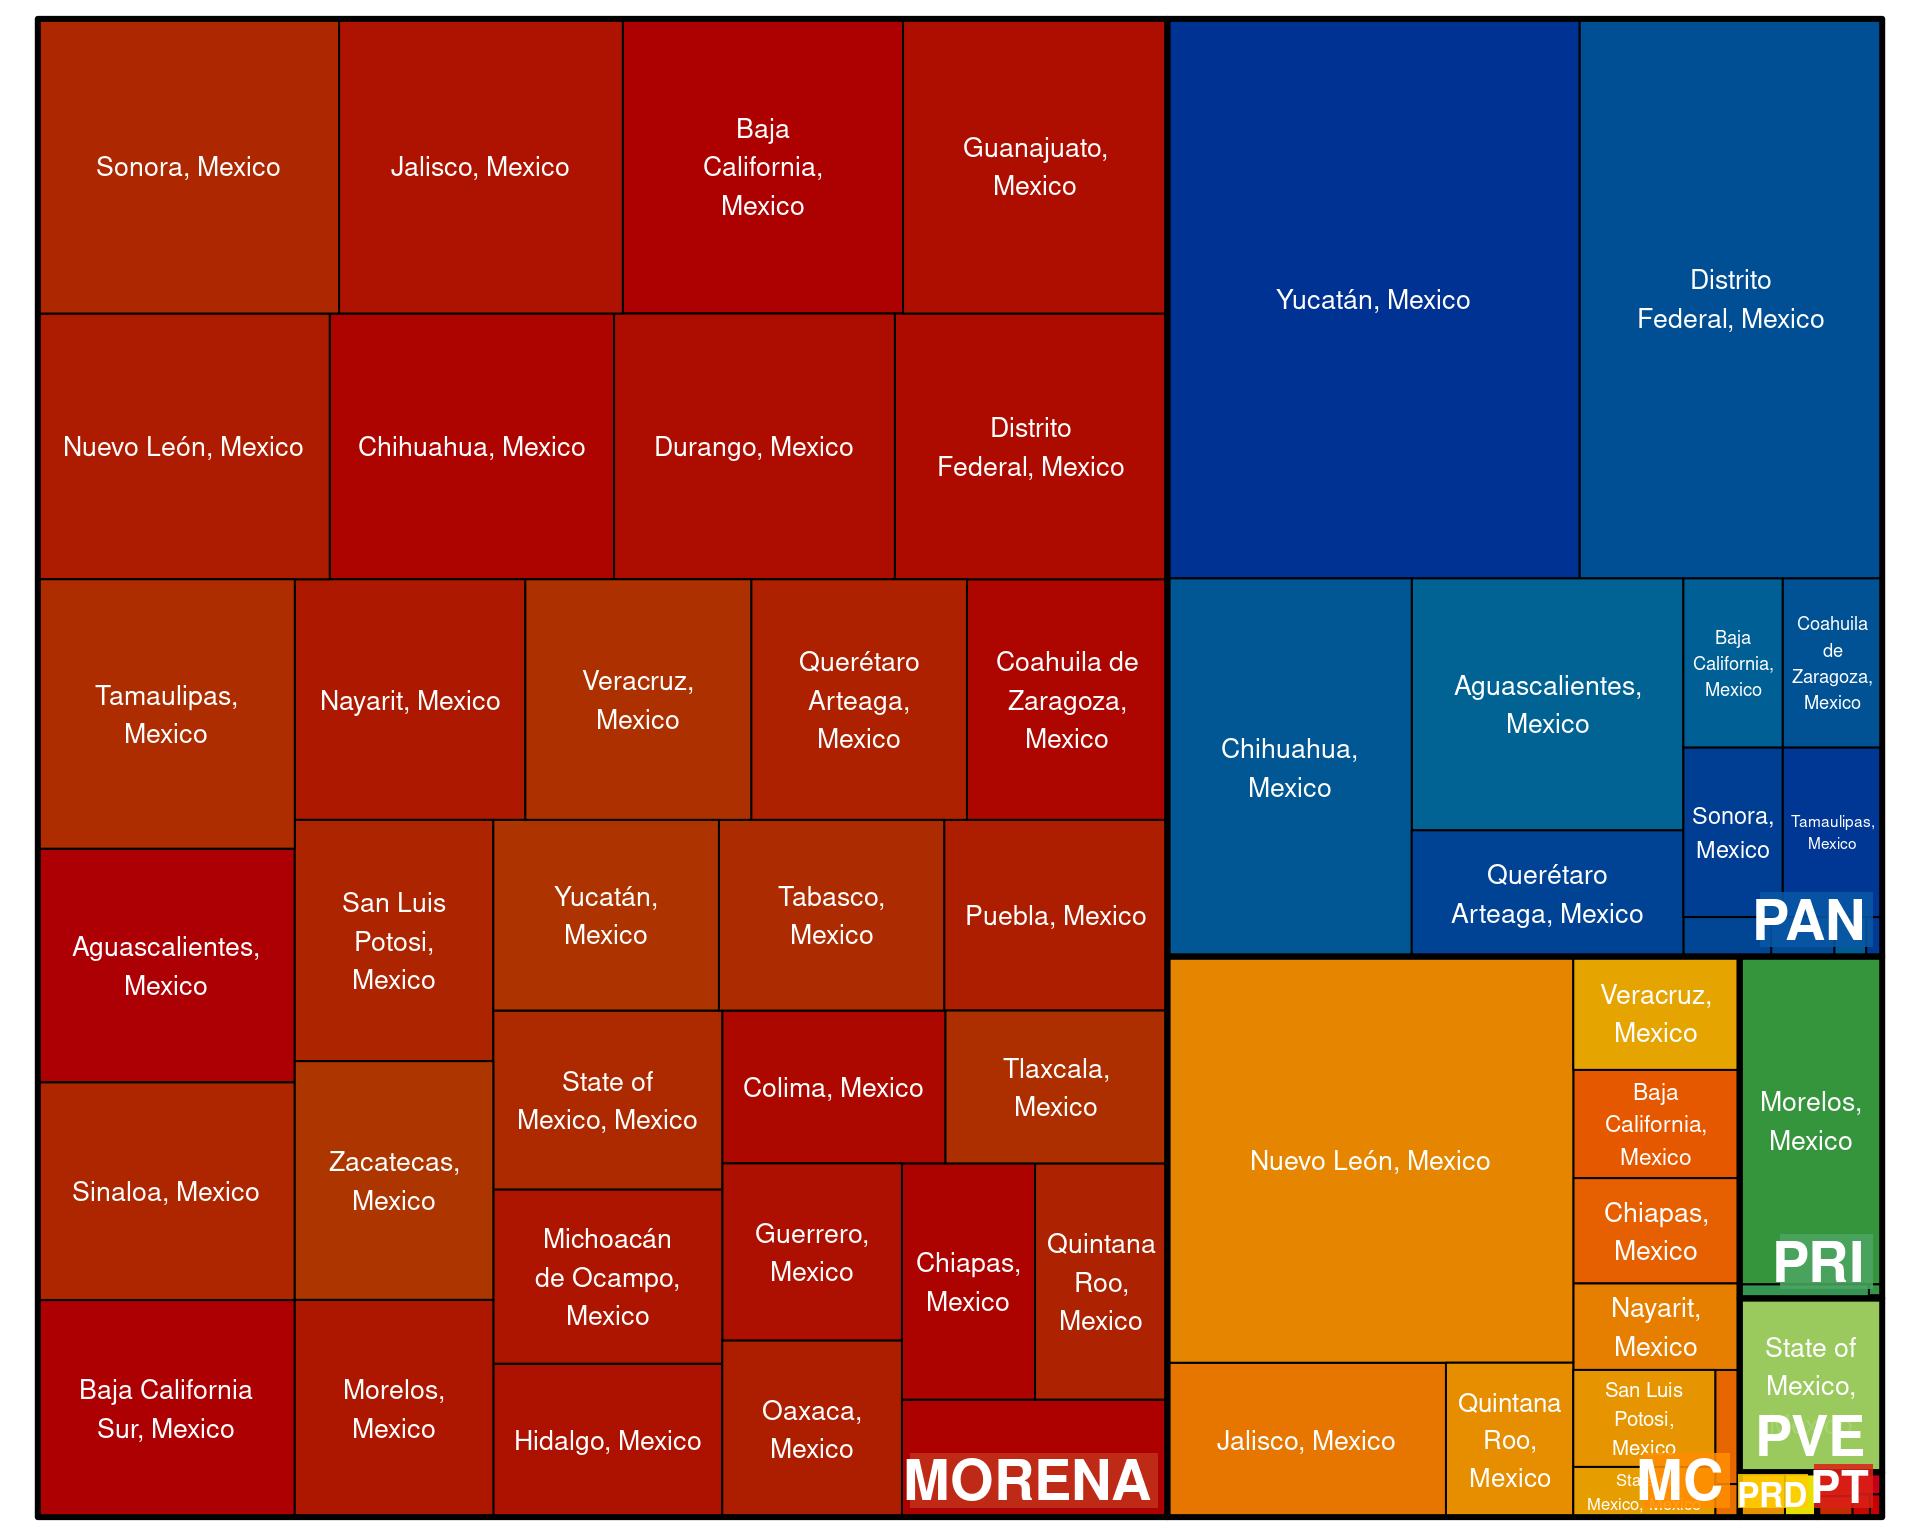 Sonora, Mexico
Jalisco, Mexico
Baja
California,
Mexico
Guanajuato,
Mexico
Nuevo León, Mexico
Chihuahua, Mexico
Durango, Mexico
Distrito
Federal, Mexico
Tamaulipas,
Mexico
Nayarit, Mexico
Veracruz,
Mexico
Querétaro
Arteaga,
Mexico
Coahuila de
Zaragoza,
Mexico
Aguascalientes,
Mexico
San Luis
Potosi,
Mexico
Yucatán,
Mexico
Tabasco,
Mexico
Puebla, Mexico
State of
Mexico, Mexico
Colima, Mexico
Tlaxcala,
Mexico
Sinaloa, Mexico
Zacatecas,
Mexico
Michoacán
de Ocampo,
Mexico
Guerrero,
Mexico
Chiapas,
Mexico
Quintana
Roo,
Mexico
Baja California
Sur, Mexico
Morelos,
Mexico
Hidalgo, Mexico
Oaxaca,
Mexico
MORENA
Yucatán, Mexico
Distrito
Federal, Mexico
Chihuahua,
Mexico
Aguascalientes,
Mexico
Querétaro
Arteaga, Mexico
Baja
California,
Mexico
Coahuila
de
Zaragoza,
Mexico
Sonora,
Mexico
Tamaulipas,
Mexico
PAN
Nuevo León, Mexico
Veracruz,
Mexico
Baja
California,
Mexico
Chiapas,
Mexico
Nayarit,
Mexico
Jalisco, Mexico
Quintana
Roo,
Mexico
San Luis
Potosi,
Mexico
Mexico, Mexico
MC
Morelos,
Mexico
PRI
State of
Mexico,
PVE
PRD
PT